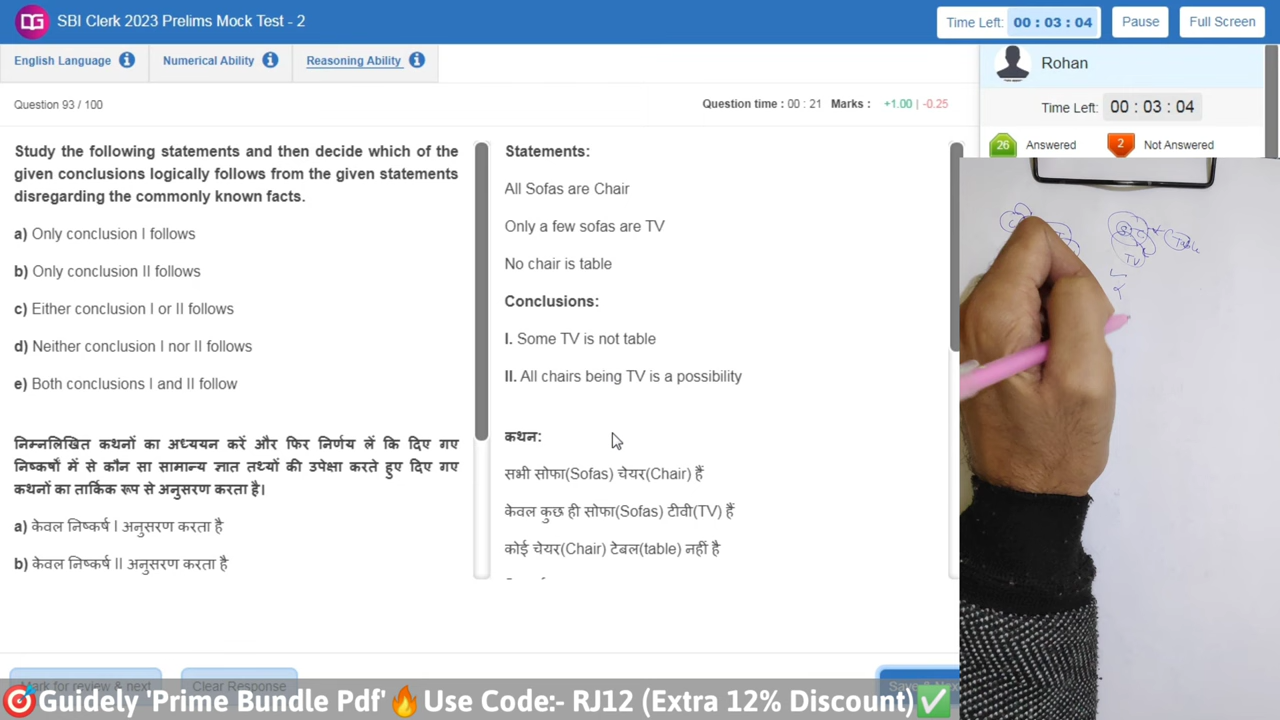 SBI Clerk 2023 Prelims Mock Test - 2
Time Left: 00 : 03 : 04
Pause
Full Screen
English Language
Numerical Ability
Reasoning Ability
Rohan
Question 93 / 100
Question time : 00 : 21 Marks : +1.00 | -0.25
Time Left: 00 : 03 : 04
26 Answered
2 Not Answered
Study the following statements and then decide which of the
given conclusions logically follows from the given statements
disregarding the commonly known facts.
a) Only conclusion I follows
b) Only conclusion II follows
c) Either conclusion I or II follows
d) Neither conclusion I nor II follows
e) Both conclusions I and II follow
निम्नलिखित कथनों का अध्ययन करें और फिर निर्णय लें कि दिए गए
निष्कर्षों में से कौन सा सामान्य ज्ञात तथ्यों की उपेक्षा करते हुए दिए गए
कथनों का तार्किक रूप से अनुसरण करता है।
a) केवल निष्कर्ष I अनुसरण करता है
b) केवल निष्कर्ष II अनुसरण करता है
Statements:
All Sofas are Chair
Only a few sofas are TV
No chair is table
Conclusions:
I. Some TV is not table
II. All chairs being TV is a possibility
कथन:
सभी सोफा(Sofas) चेयर(Chair) हैं
केवल कुछ ही सोफा(Sofas) टीवी(TV) हैं
कोई चेयर(Chair) टेबल(table) नहीं है
TV
Mark for review & next
Clear Response
🎯Guidely 'Prime Bundle Pdf'🔥Use Code:- RJ12 (Extra 12% Discount)✅